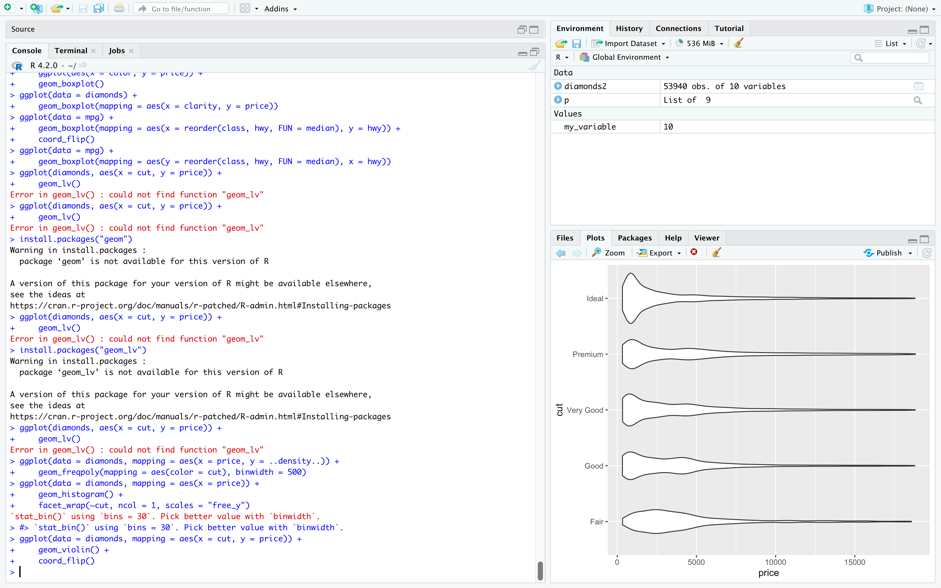 Go to file/function
Addins
Project: (None)
Source
Console
Terminal
Jobs
R 4.2.0 · ~/
+     ggplot(aes(x = color, y = price)) +
+     geom_boxplot()
> ggplot(data = diamonds) +
+     geom_boxplot(mapping = aes(x = clarity, y = price))
> ggplot(data = mpg) +
+     geom_boxplot(mapping = aes(x = reorder(class, hwy, FUN = median), y = hwy)) +
+     coord_flip()
> ggplot(data = mpg) +
+     geom_boxplot(mapping = aes(y = reorder(class, hwy, FUN = median), x = hwy))
> ggplot(diamonds, aes(x = cut, y = price)) +
+     geom_lv()
Error in geom_lv() : could not find function "geom_lv"
> ggplot(diamonds, aes(x = cut, y = price)) +
+     geom_lv()
Error in geom_lv() : could not find function "geom_lv"
> install.packages("geom")
Warning in install.packages :
  package ‘geom’ is not available for this version of R

A version of this package for your version of R might be available elsewhere,
see the ideas at
https://cran.r-project.org/doc/manuals/r-patched/R-admin.html#Installing-packages
> ggplot(diamonds, aes(x = cut, y = price)) +
+     geom_lv()
Error in geom_lv() : could not find function "geom_lv"
> install.packages("geom_lv")
Warning in install.packages :
  package ‘geom_lv’ is not available for this version of R

A version of this package for your version of R might be available elsewhere,
see the ideas at
https://cran.r-project.org/doc/manuals/r-patched/R-admin.html#Installing-packages
> ggplot(diamonds, aes(x = cut, y = price)) +
+     geom_lv()
Error in geom_lv() : could not find function "geom_lv"
> ggplot(data = diamonds, mapping = aes(x = price, y = ..density..)) +
+     geom_freqpoly(mapping = aes(color = cut), binwidth = 500)
> ggplot(data = diamonds, mapping = aes(x = price)) +
+     geom_histogram() +
+     facet_wrap(~cut, ncol = 1, scales = "free_y")
`stat_bin()` using `bins = 30`. Pick better value with `binwidth`.
> #> `stat_bin()` using `bins = 30`. Pick better value with `binwidth`.
> ggplot(data = diamonds, mapping = aes(x = cut, y = price)) +
+     geom_violin() +
+     coord_flip()
>
Environment
History
Connections
Tutorial
Import Dataset
536 MiB
List
R
Global Environment
Data
diamonds2
53940 obs. of 10 variables
p
List of  9
Values
my_variable
10
Files
Plots
Packages
Help
Viewer
Zoom
Export
Publish
Ideal
Premium
Very Good
Good
Fair
cut
0
5000
10000
15000
price